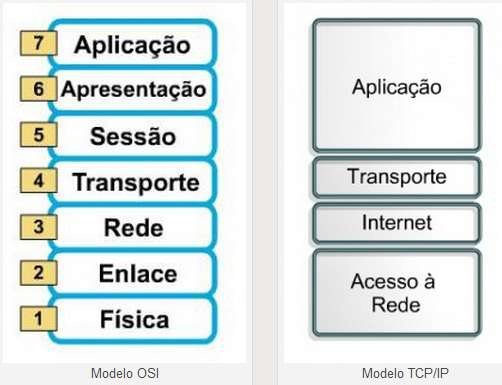 7 Aplicação
6 Apresentação
5 Sessão
4 Transporte
3 Rede
2 Enlace
1 Física
Modelo OSI
Aplicação
Transporte
Internet
Acesso à
Rede
Modelo TCP/IP